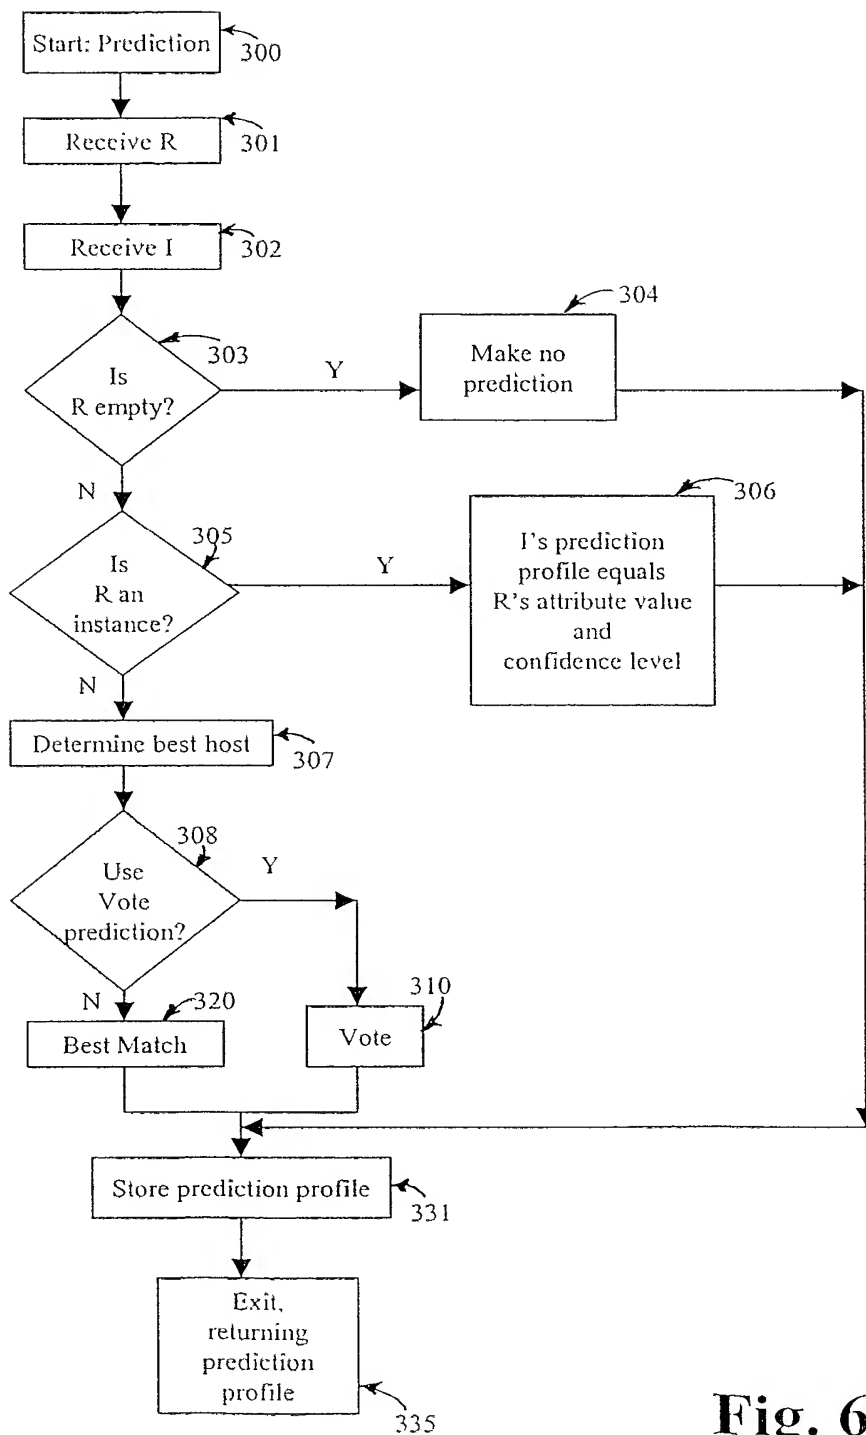 Start: Prediction
300
Receive R
301
Receive I
302
303
Is
R empty?
Y
304
Make no
prediction
N
305
Is
R an
instance?
Y
306
I's prediction
profile equals
R's attribute value
and
confidence level
N
Determine best host
307
308
Use
Vote
prediction?
Y
N
320
Best Match
310
Vote
Store prediction profile
331
Exit,
returning
prediction
profile
335
Fig. 6